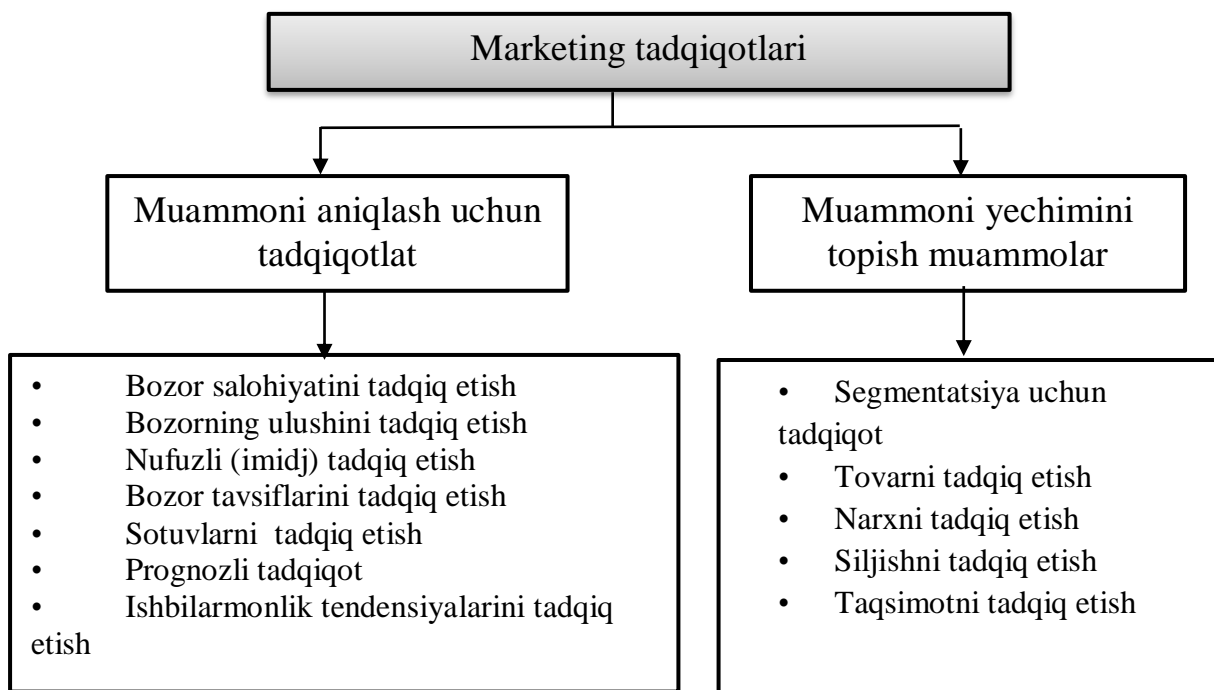 Marketing tadqiqotlari
Muammoni aniqlash uchun
tadqiqotlat
Muammoni yechimini
topish muammolar
• Bozor salohiyatini tadqiq etish
• Bozorning ulushini tadqiq etish
• Nufuzli (imidj) tadqiq etish
• Bozor tavsiflarini tadqiq etish
• Sotuvlarni tadqiq etish
• Prognozli tadqiqot
• Ishbilarmonlik tendensiyalarini tadqiq
etish
• Segmentatsiya uchun
tadqiqot
• Tovarni tadqiq etish
• Narxni tadqiq etish
• Siljishni tadqiq etish
• Taqsimotni tadqiq etish